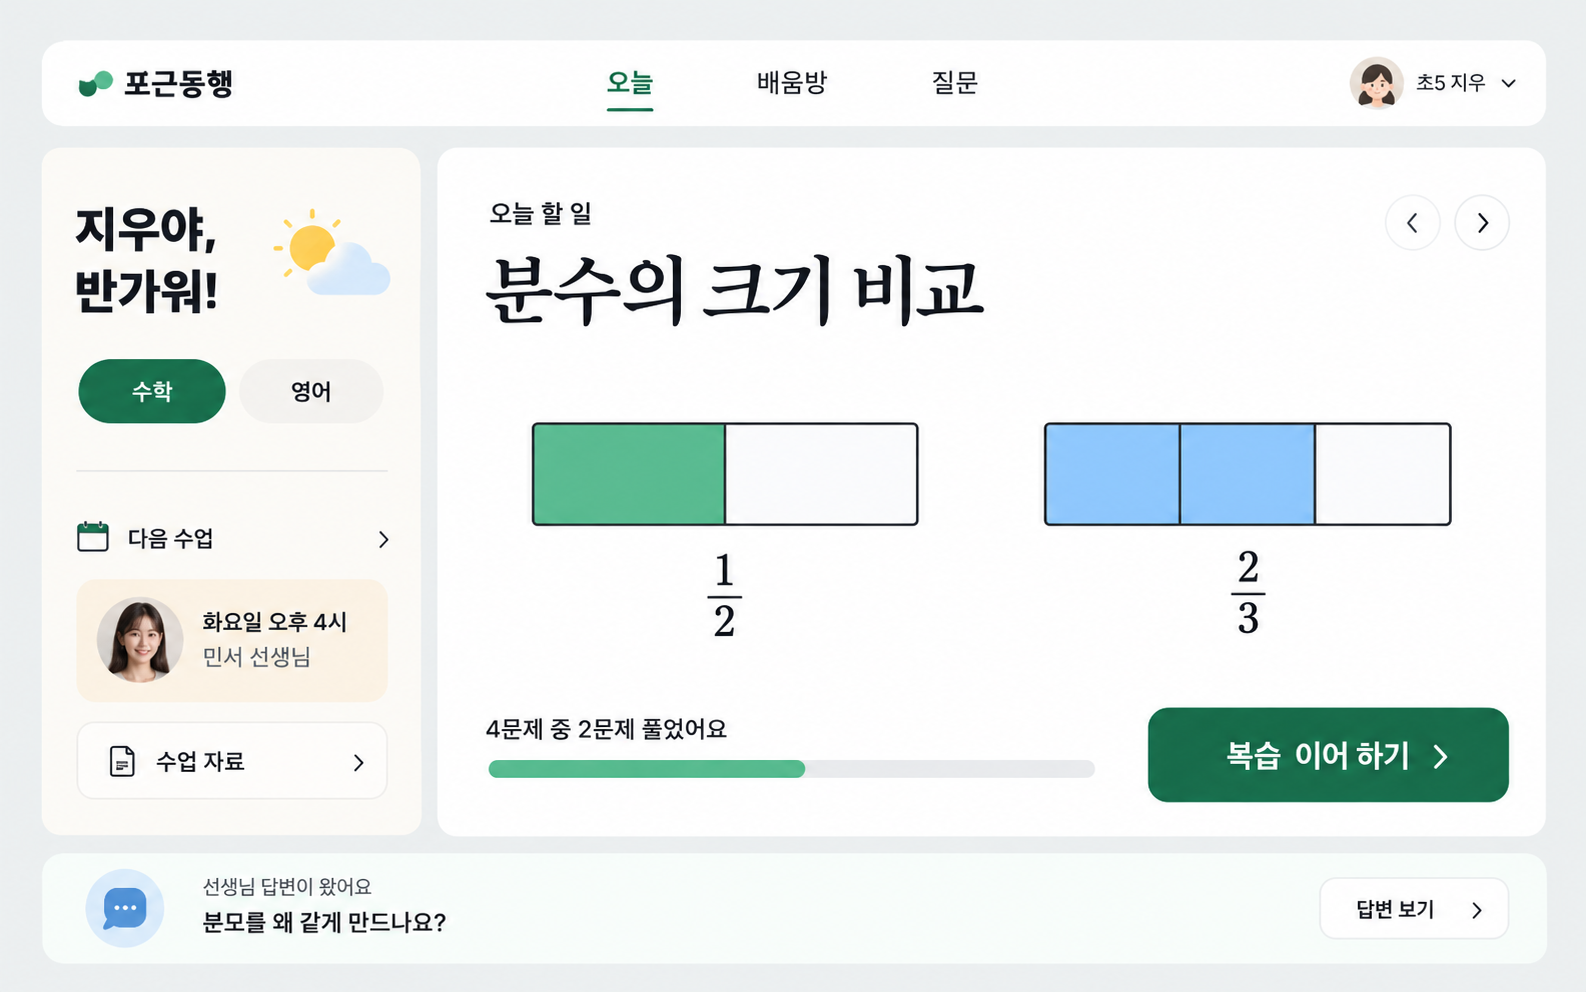 포근동행
오늘
배움방
질문
초5 지우
지우야,
반가워!
수학
영어
다음 수업
화요일 오후 4시
민서 선생님
수업 자료
오늘 할 일
분수의 크기 비교
1
2
2
3
4문제 중 2문제 풀었어요
복습 이어 하기
선생님 답변이 왔어요
분모를 왜 같게 만드나요?
답변 보기